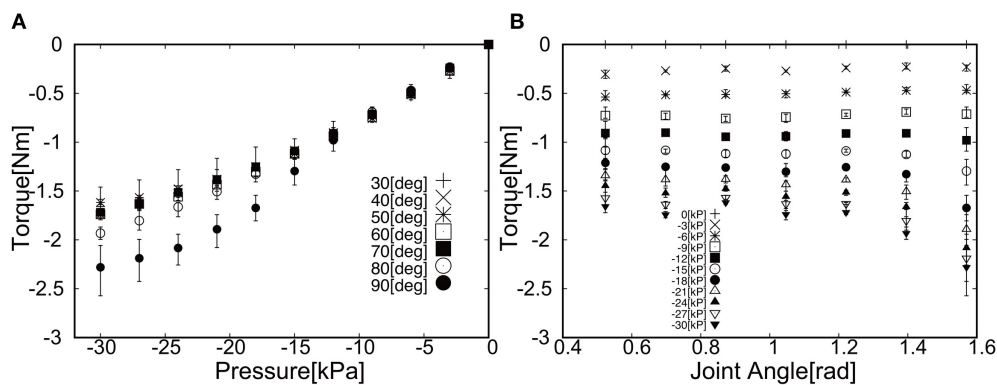 A
B
0
-0.5
-1
-1.5
-2
-2.5
-3
Torque[Nm]
-30
-25
-20
-15
-10
-5
0
Pressure[kPa]
30[deg]
40[deg]
50[deg]
60[deg]
70[deg]
80[deg]
90[deg]
0
-0.5
-1
-1.5
-2
-2.5
-3
Torque[Nm]
0.4
0.6
0.8
1
1.2
1.4
1.6
Joint Angle[rad]
0[kP]
-3[kP]
-6[kP]
-9[kP]
-12[kP]
-15[kP]
-18[kP]
-21[kP]
-24[kP]
-27[kP]
-30[kP]